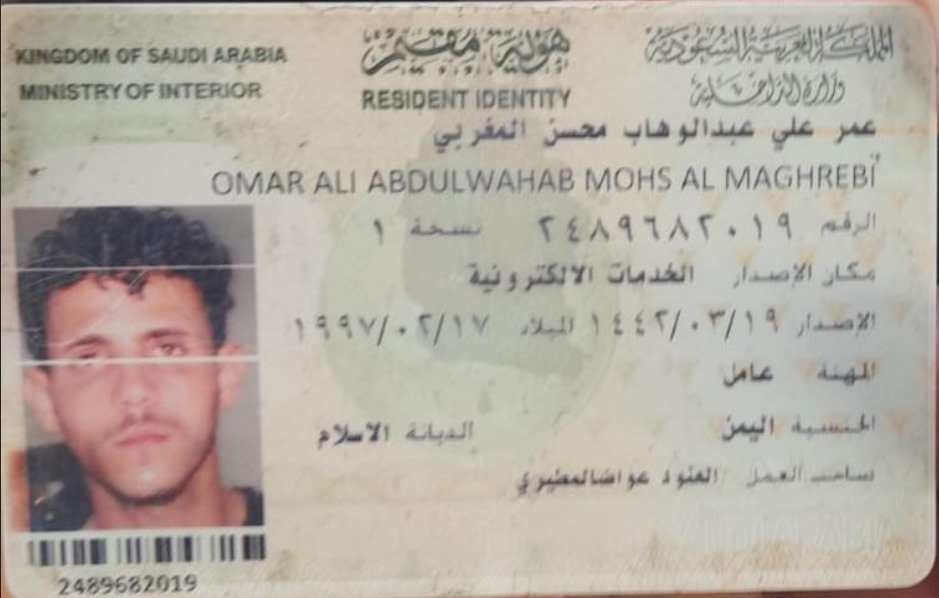 KINGDOM OF SAUDI ARABIA
MINISTRY OF INTERIOR
هوية مقيم
RESIDENT IDENTITY
المملكة العربية السعودية
وزارة الداخلية
عمر علي عبدالوهاب محسن المغربي
OMAR ALI ABDULWAHAB MOHS AL MAGHREBI
الرقم ٢٤٨٩٦٨٢٠١٩ نسخة ١
مكان الإصدار الخدمات الالكترونية
الإصدار ١٤٤٢/٠٣/١٩ الميلاد ١٩٩٧/٠٢/١٧
المهنة عامل
الجنسية اليمن الديانة الاسلام
صاحب العمل العنود عواض المطيري
2489682019